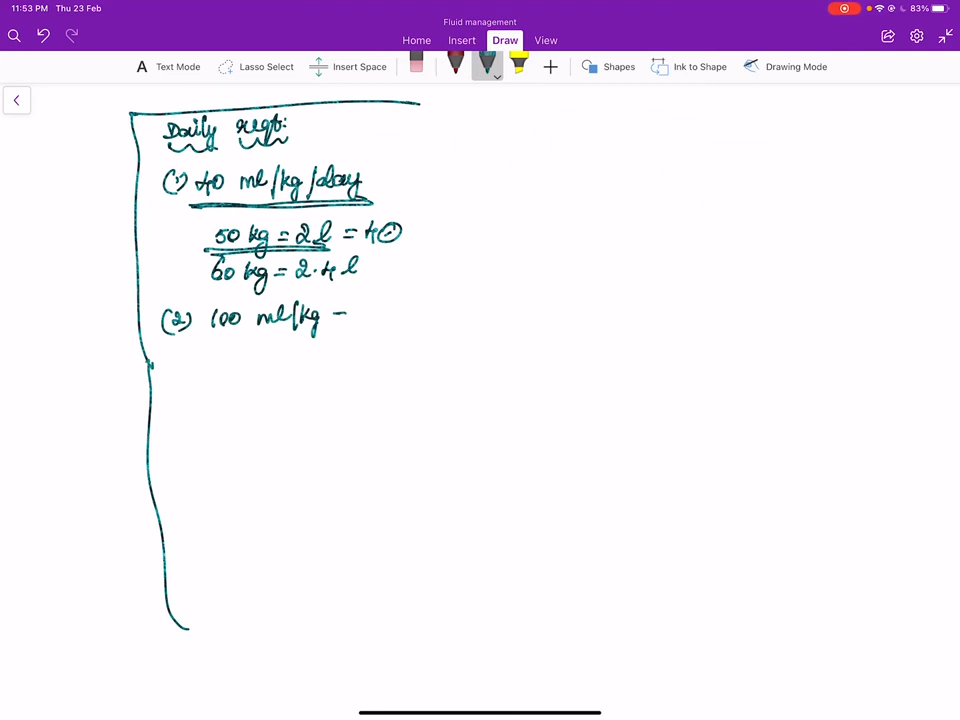 11:53 PM Thu 23 Feb
83%
Fluid management
Home Insert Draw View
Text Mode Lasso Select Insert Space Shapes Ink to Shape Drawing Mode
Daily reqt:
(1) 40 ml/kg/day
50 kg = 2 l = 4
60 kg = 2.4 l
(2) 100 ml/kg -